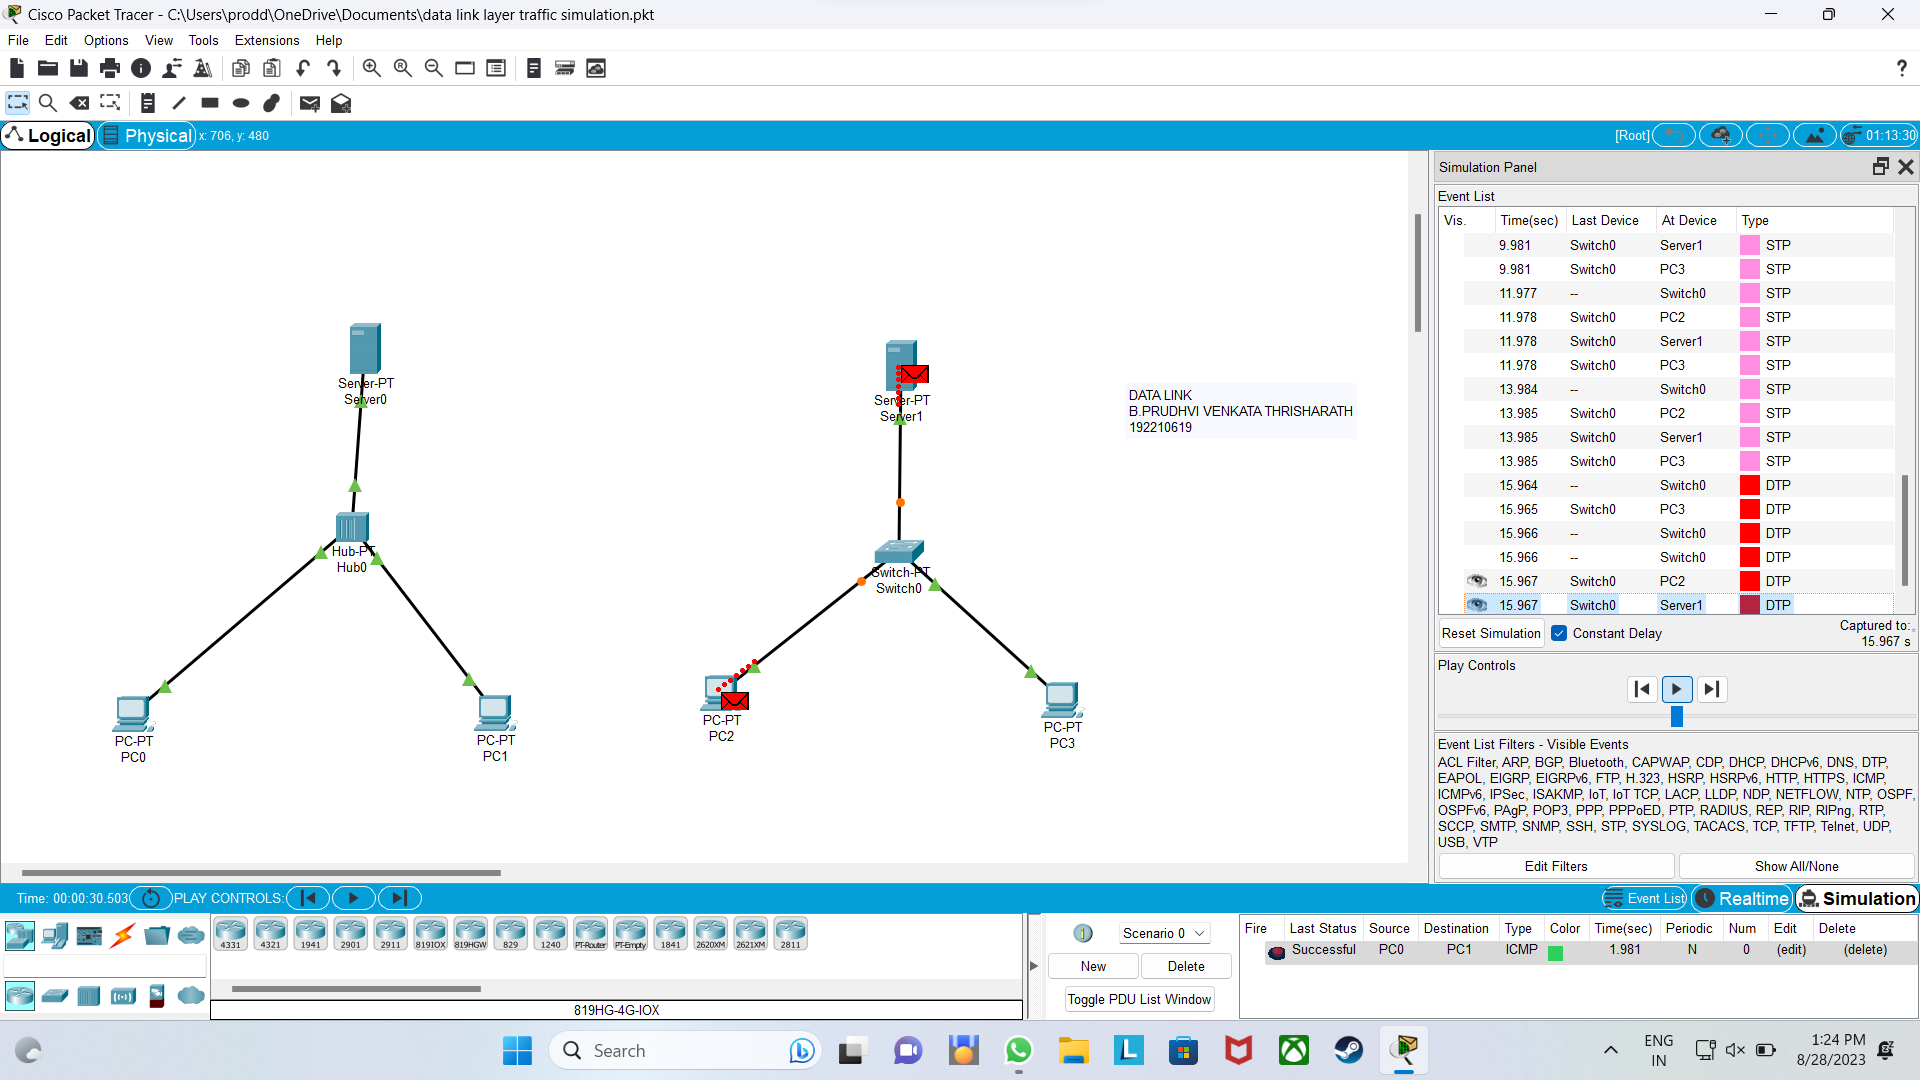 Cisco Packet Tracer - C:\Users\prodd\OneDrive\Documents\data link layer traffic simulation.pkt
File Edit Options View Tools Extensions Help
Logical Physical x: 706, y: 480 [Root] 01:13:30
Server-PT
Server0
Hub-PT
Hub0
PC-PT
PC0
PC-PT
PC1
Server-PT
Server1
Switch-PT
Switch0
PC-PT
PC2
PC-PT
PC3
DATA LINK
B.PRUDHVI VENKATA THRISHARATH
192210619
Simulation Panel
Event List
Vis. Time(sec) Last Device At Device Type
9.981 Switch0 Server1 STP
9.981 Switch0 PC3 STP
11.977 -- Switch0 STP
11.978 Switch0 PC2 STP
11.978 Switch0 Server1 STP
11.978 Switch0 PC3 STP
13.984 -- Switch0 STP
13.985 Switch0 PC2 STP
13.985 Switch0 Server1 STP
13.985 Switch0 PC3 STP
15.964 -- Switch0 DTP
15.965 Switch0 PC3 DTP
15.966 -- Switch0 DTP
15.966 -- Switch0 DTP
15.967 Switch0 PC2 DTP
15.967 Switch0 Server1 DTP
Reset Simulation Constant Delay Captured to:
15.967 s
Play Controls
Event List Filters - Visible Events
ACL Filter, ARP, BGP, Bluetooth, CAPWAP, CDP, DHCP, DHCPv6, DNS, DTP,
EAPOL, EIGRP, EIGRPv6, FTP, H.323, HSRP, HSRPv6, HTTP, HTTPS, ICMP,
ICMPv6, IPSec, ISAKMP, IoT, IoT TCP, LACP, LLDP, NDP, NETFLOW, NTP, OSPF,
OSPFv6, PAgP, POP3, PPP, PPPoED, PTP, RADIUS, REP, RIP, RIPng, RTP,
SCCP, SMTP, SNMP, SSH, STP, SYSLOG, TACACS, TCP, TFTP, Telnet, UDP,
USB, VTP
Edit Filters Show All/None
Time: 00:00:30.503 PLAY CONTROLS: Event List Realtime Simulation
4331 4321 1941 2901 2911 819IOX 819HGW 829 1240 PT-Router PT-Empty 1841 2620XM 2621XM 2811
819HG-4G-IOX
1 Scenario 0
New Delete
Toggle PDU List Window
Fire Last Status Source Destination Type Color Time(sec) Periodic Num Edit Delete
Successful PC0 PC1 ICMP 1.981 N 0 (edit) (delete)
Search
ENG
IN
1:24 PM
8/28/2023